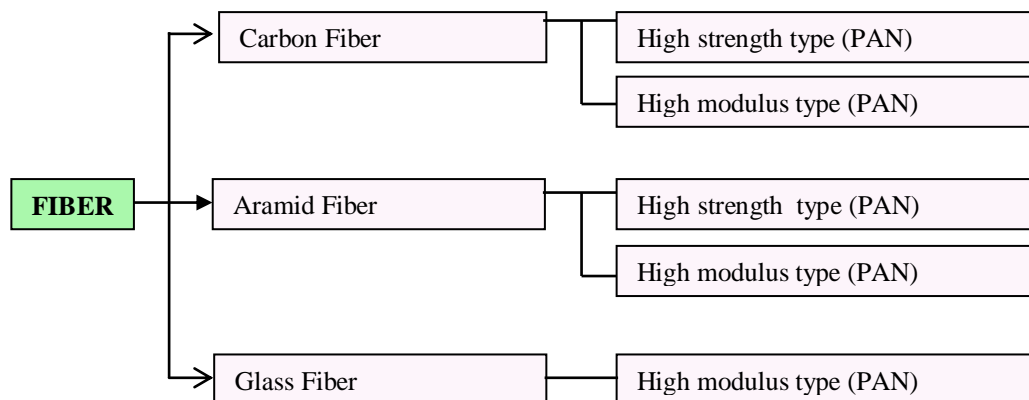 Carbon Fiber
High strength type (PAN)
High modulus type (PAN)
FIBER
Aramid Fiber
High strength  type (PAN)
High modulus type (PAN)
Glass Fiber
High modulus type (PAN)